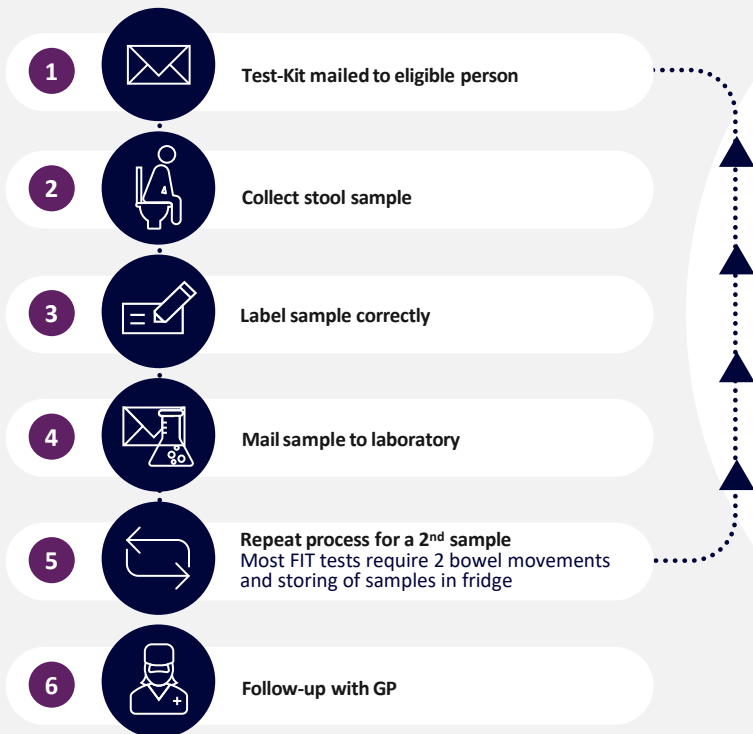 1
Test-Kit mailed to eligible person
2
Collect stool sample
3
Label sample correctly
4
Mail sample to laboratory
5
Repeat process for a 2nd sample
Most FIT tests require 2 bowel movements
and storing of samples in fridge
6
Follow-up with GP